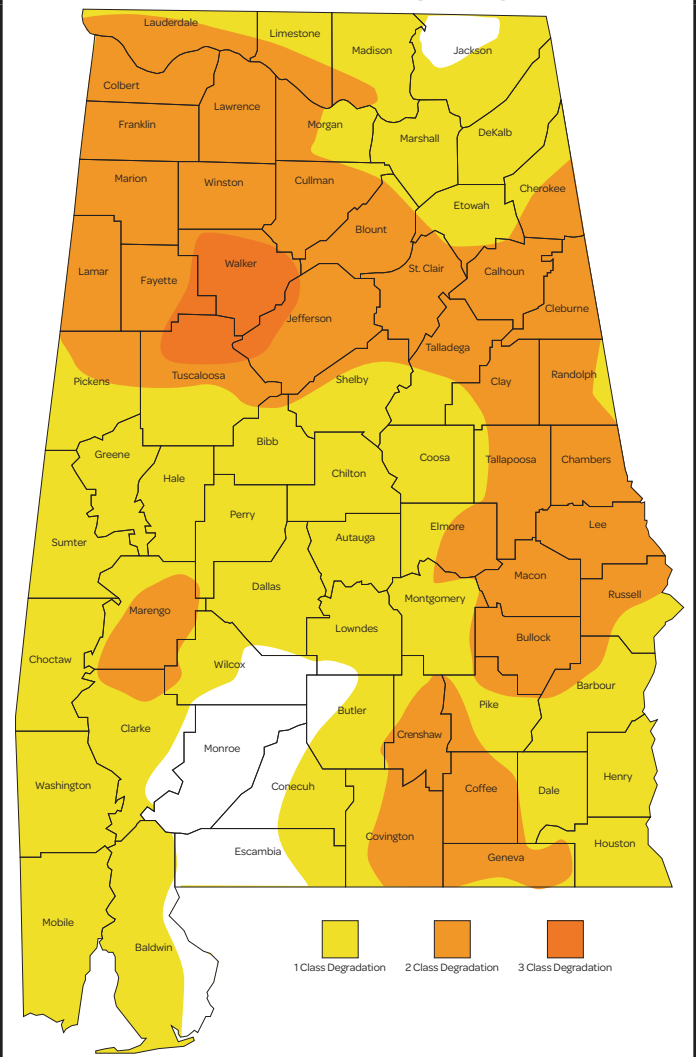 Lauderdale
Limestone
Madison
Jackson
Colbert
Lawrence
Franklin
Morgan
Marshall
DeKalb
Marion
Winston
Cullman
Cherokee
Etowah
Blount
Lamar
Fayette
Walker
St. Clair
Calhoun
Cleburne
Jefferson
Talladega
Pickens
Tuscaloosa
Shelby
Clay
Randolph
Greene
Bibb
Hale
Chilton
Coosa
Tallapoosa
Chambers
Sumter
Perry
Autauga
Elmore
Lee
Dallas
Macon
Marengo
Montgomery
Russell
Lowndes
Bullock
Choctaw
Wilcox
Barbour
Clarke
Butler
Pike
Monroe
Crenshaw
Washington
Conecuh
Coffee
Dale
Henry
Escambia
Covington
Geneva
Houston
Mobile
Baldwin
1 Class Degradation
2 Class Degradation
3 Class Degradation